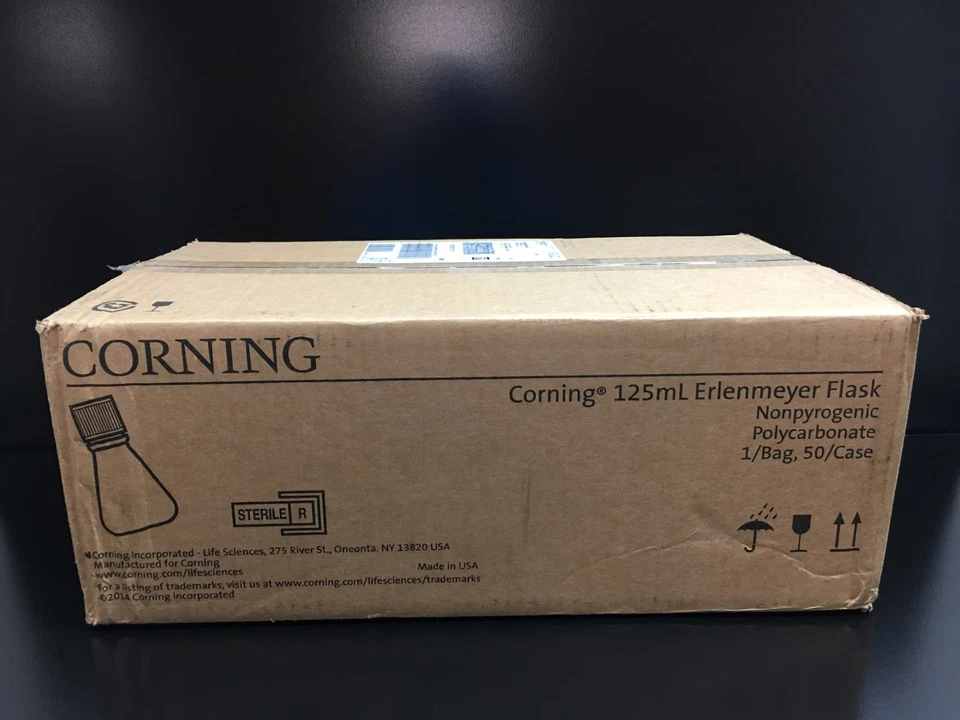 CORNING
Corning® 125mL Erlenmeyer Flask
Nonpyrogenic
Polycarbonate
1/Bag, 50/Case
STERILE R
Corning Incorporated - Life Sciences, 275 River St., Oneonta, NY 13820 USA
Manufactured for Corning Made in USA
www.corning.com/lifesciences
For a listing of trademarks, visit us at www.corning.com/lifesciences/trademarks
©2014 Corning Incorporated